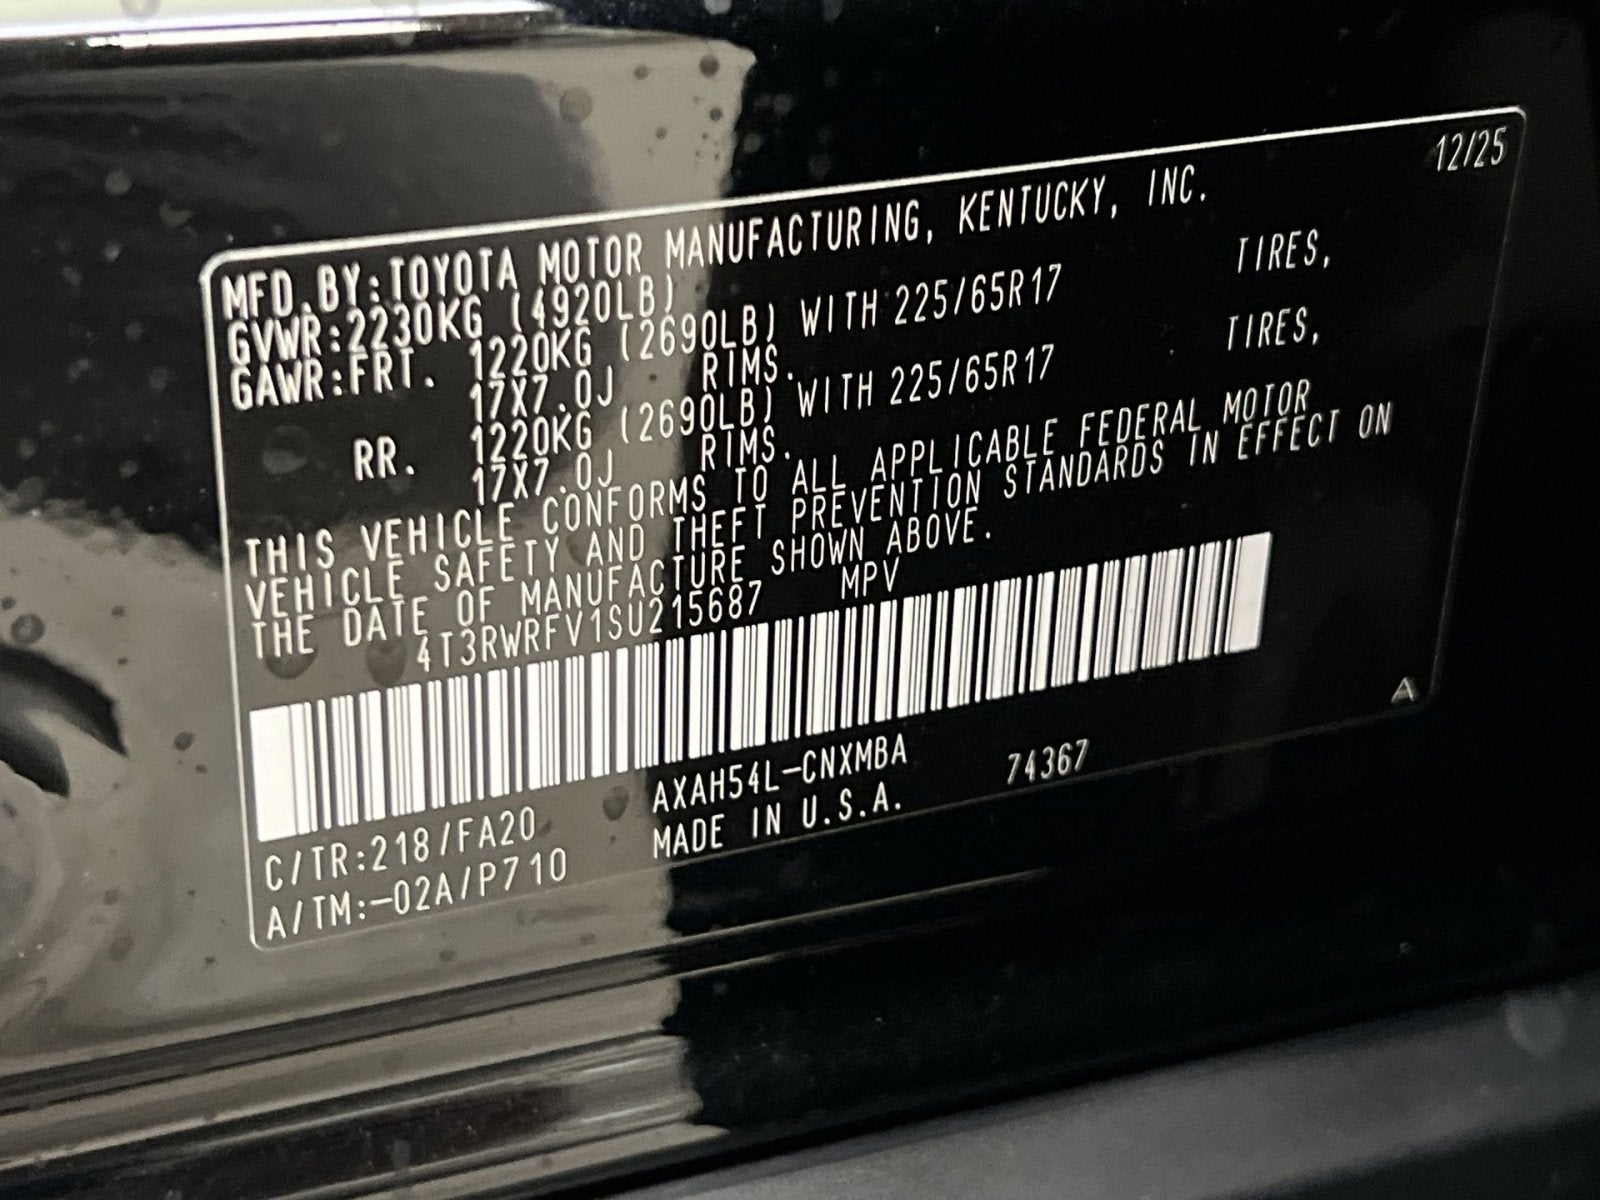 12/25
MFD.BY:TOYOTA MOTOR MANUFACTURING, KENTUCKY, INC.
GVWR:2230KG (4920LB)
GAWR:FRT. 1220KG (2690LB) WITH 225/65R17 TIRES,
17X7.0J RIMS.
RR. 1220KG (2690LB) WITH 225/65R17 TIRES,
17X7.0J RIMS.
THIS VEHICLE CONFORMS TO ALL APPLICABLE FEDERAL MOTOR
VEHICLE SAFETY AND THEFT PREVENTION STANDARDS IN EFFECT ON
THE DATE OF MANUFACTURE SHOWN ABOVE.
4T3RWRFV1SU215687 MPV
A
C/TR:218/FA20 AXAH54L-CNXMBA 74367
A/TM:-02A/P710 MADE IN U.S.A.